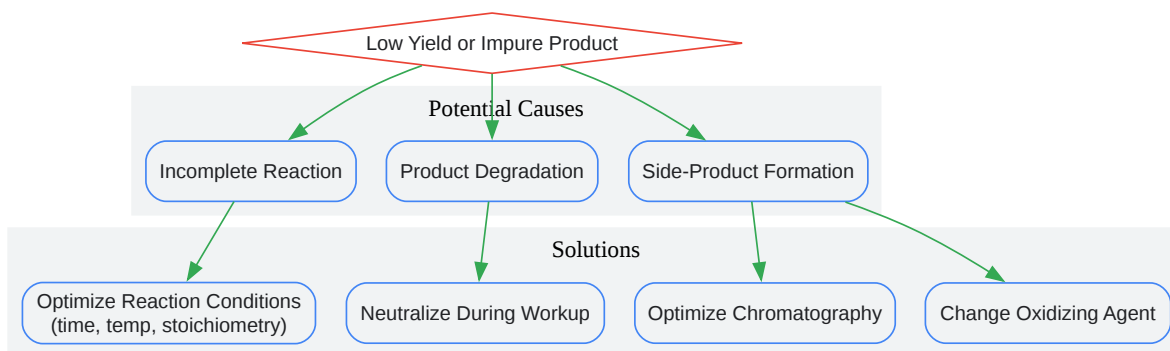 Low Yield or Impure Product
Potential Causes
Incomplete Reaction
Product Degradation
Side-Product Formation
Solutions
Optimize Reaction Conditions
(time, temp, stoichiometry)
Neutralize During Workup
Optimize Chromatography
Change Oxidizing Agent